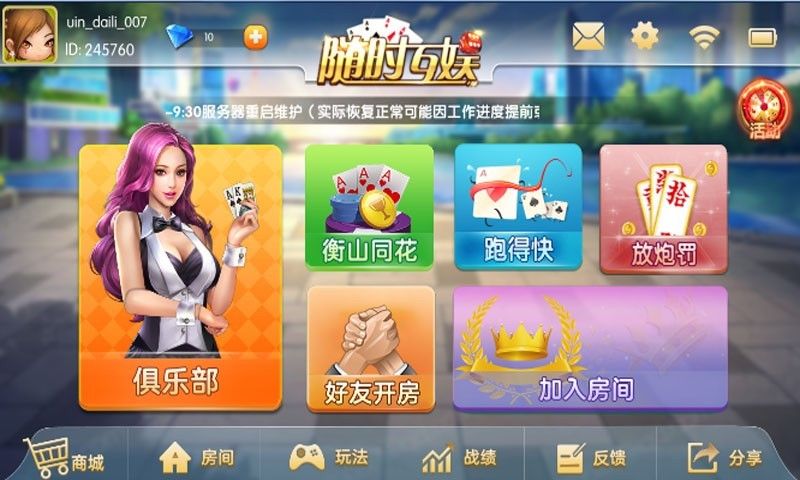 uin_daili_007
ID: 245760
10
随时互娱
-9:30服务器重启维护（实际恢复正常可能因工作进度提前
活动
A K
俱乐部
A A A
衡山同花
A
跑得快
拾
放炮罚
好友开房
加入房间
商城
房间
玩法
战绩
反馈
分享